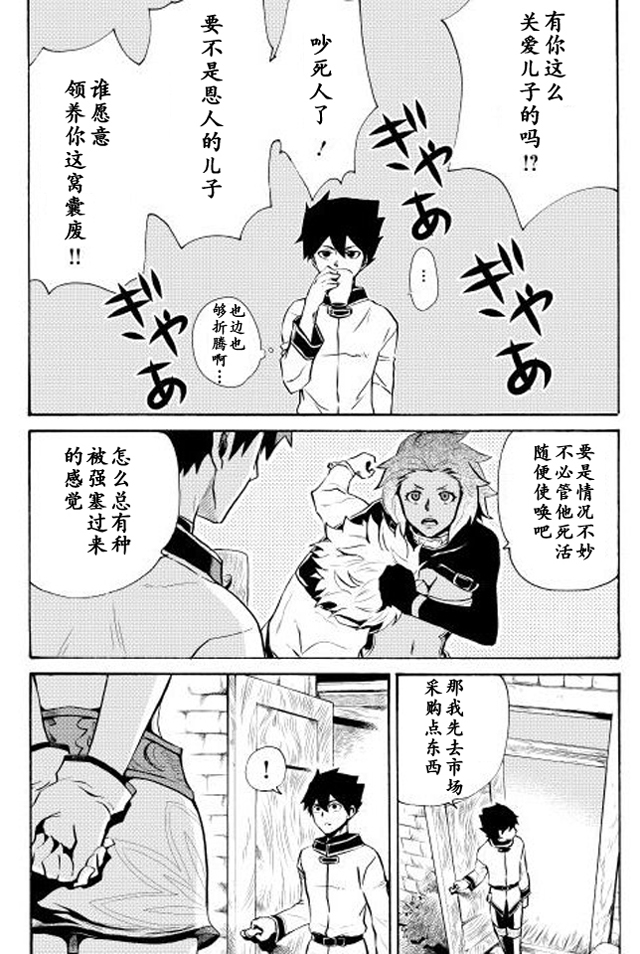 有你这么
关爱儿子的吗!?
吵死人了!
要不是恩人的儿子
谁愿意
领养你这窝囊废!!
ぎゃあ
ぎゃあ
…
也边也
够折腾啊
…
ぎゃあ
要是情况不妙
不必管他死活
随便使唤吧
怎么总有种
被强塞过来
的感觉
那我先去市场
采购点东西
!